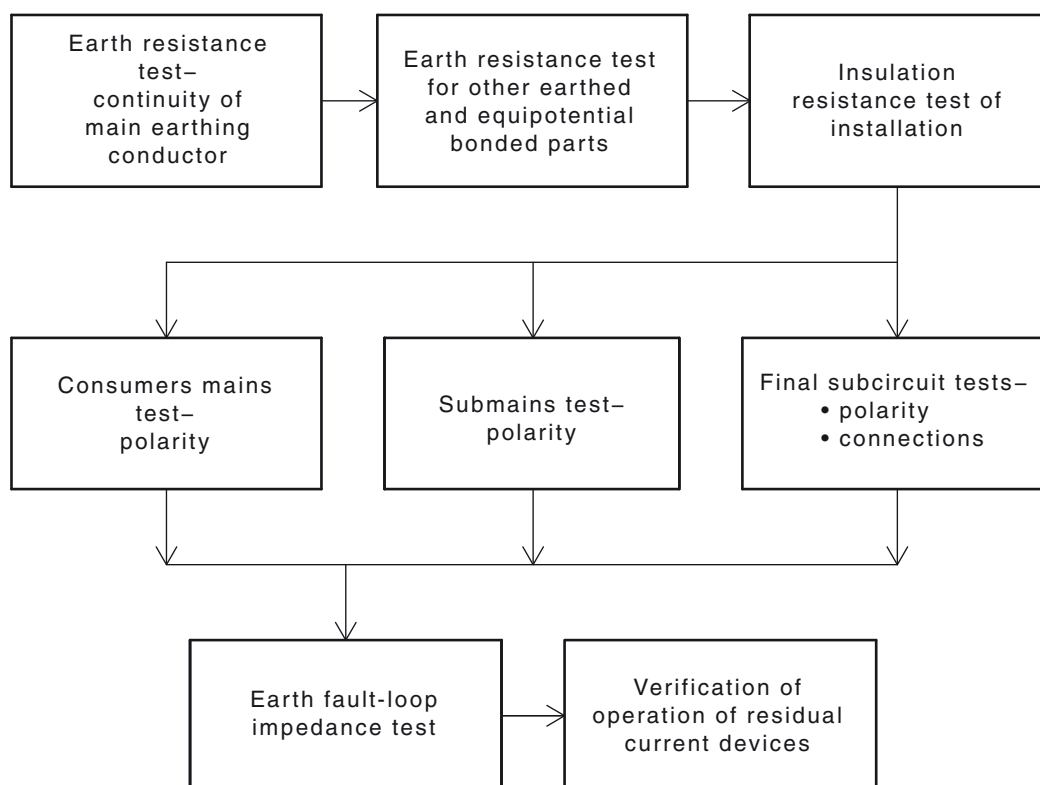 Earth resistance
test–
continuity of
main earthing
conductor
Earth resistance test
for other earthed
and equipotential
bonded parts
Insulation
resistance test of
installation
Consumers mains
test–
polarity
Submains test–
polarity
Final subcircuit tests–
• polarity
• connections
Earth fault-loop
impedance test
Verification of
operation of residual
current devices